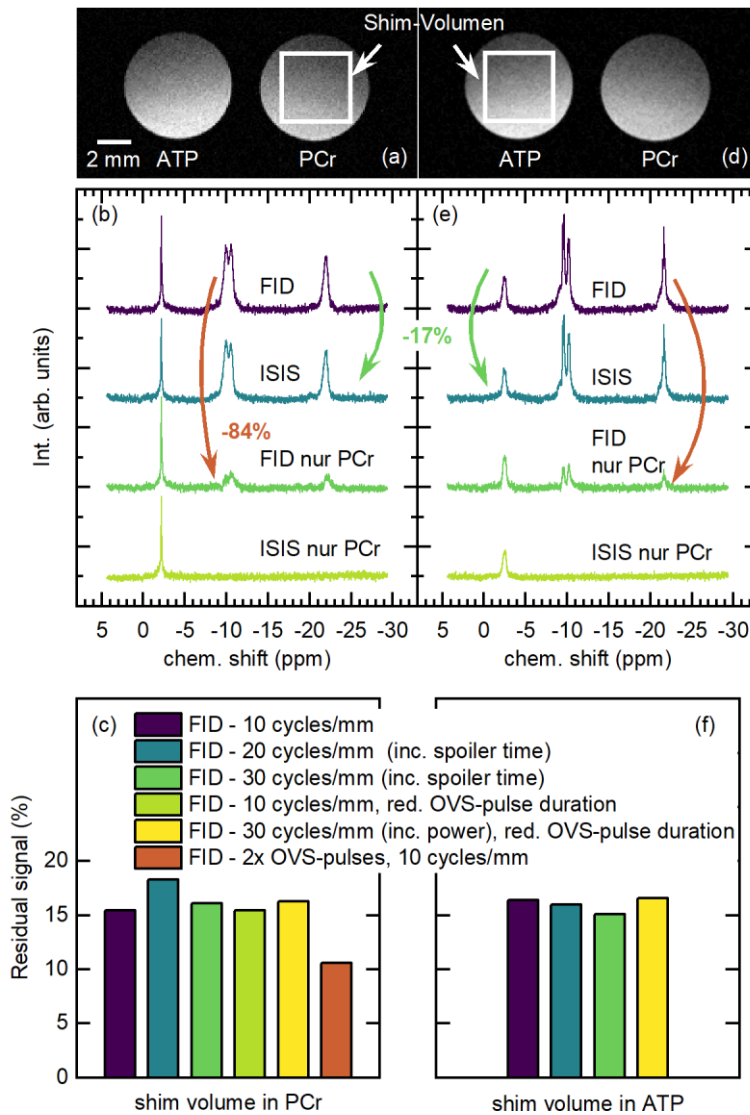 Shim-Volumen
2 mm
ATP
PCr
(a)
ATP
PCr
(d)
(b)
FID
ISIS
-84%
FID nur PCr
ISIS nur PCr
(e)
FID
-17%
ISIS
FID
nur PCr
ISIS nur PCr
Int. (arb. units)
5 0 -5 -10 -15 -20 -25 -30
chem. shift (ppm)
5 0 -5 -10 -15 -20 -25 -30
chem. shift (ppm)
(c)
(f)
FID - 10 cycles/mm
FID - 20 cycles/mm (inc. spoiler time)
FID - 30 cycles/mm (inc. spoiler time)
FID - 10 cycles/mm, red. OVS-pulse duration
FID - 30 cycles/mm (inc. power), red. OVS-pulse duration
FID - 2x OVS-pulses, 10 cycles/mm
Residual signal (%)
20
15
10
5
0
shim volume in PCr
shim volume in ATP